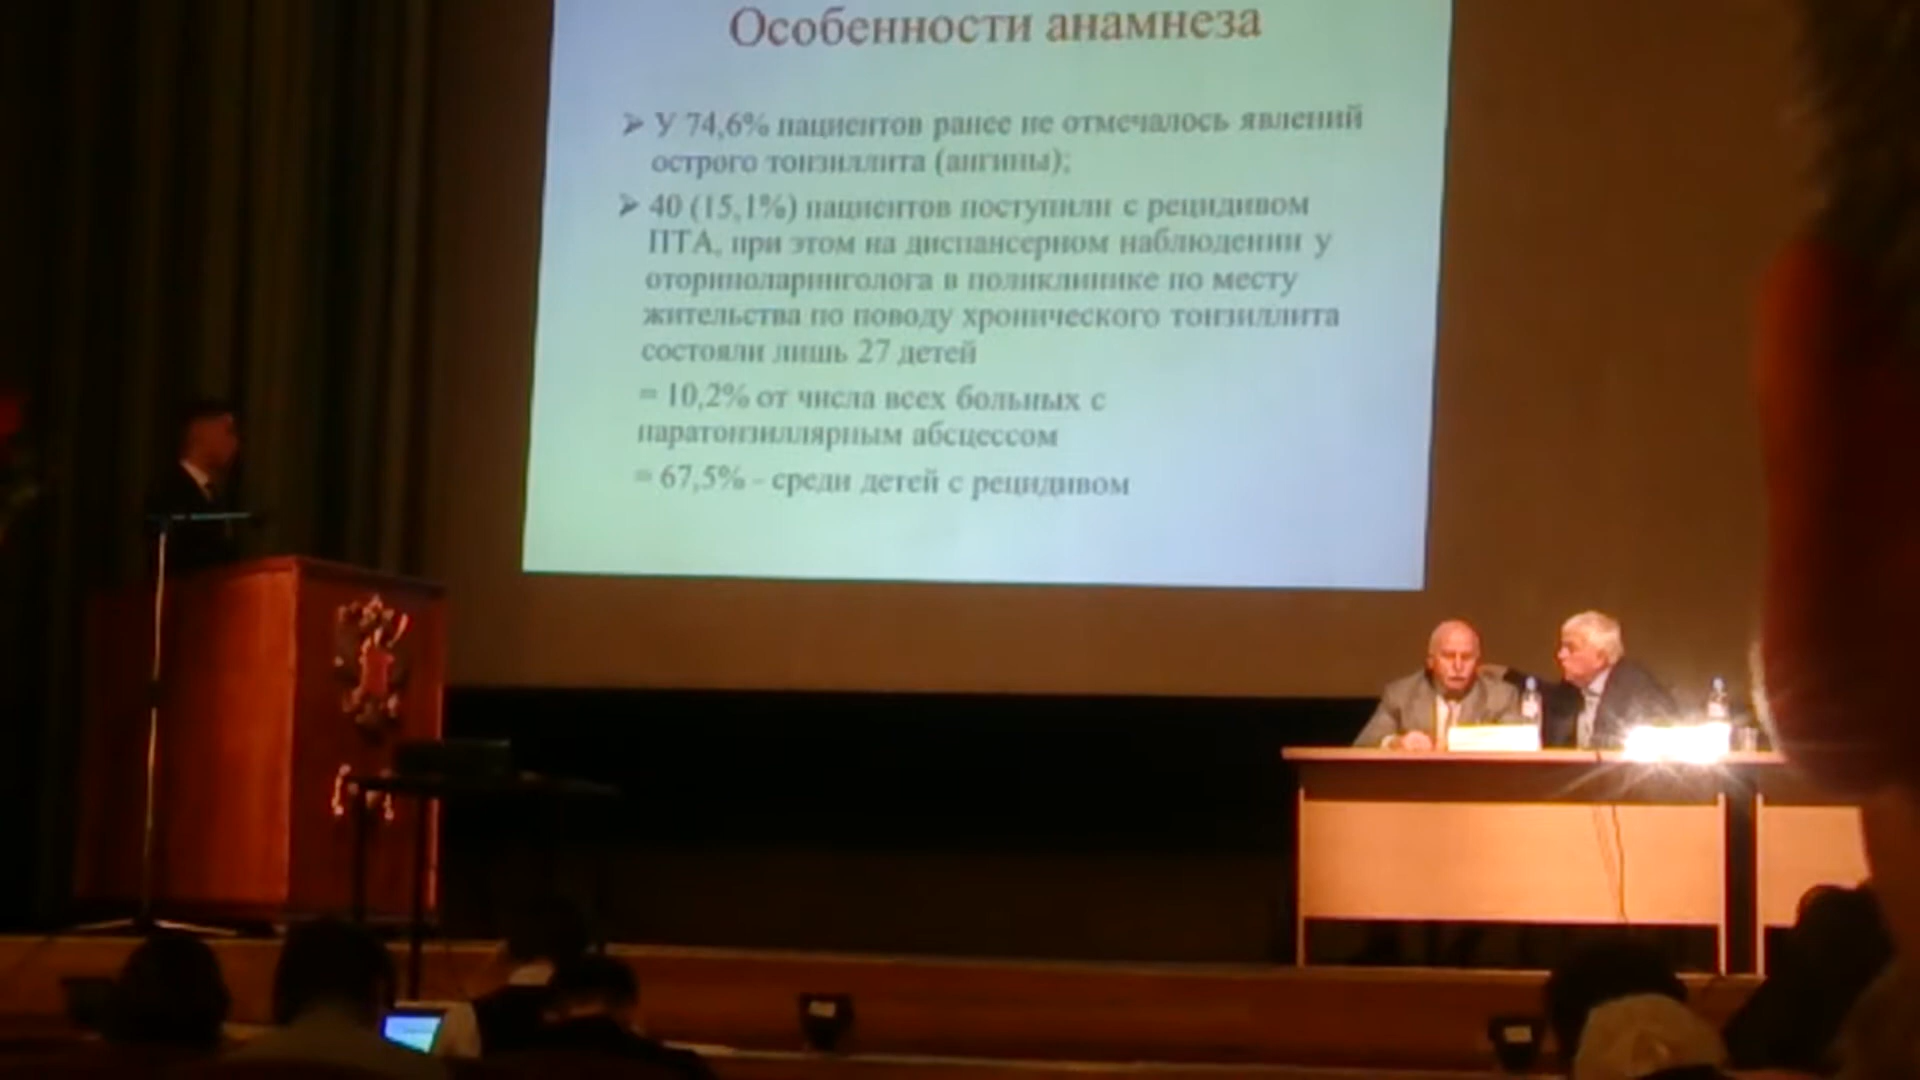 Особенности анамнеза
У 74,6% пациентов ранее не отмечалось явлений
острого тонзиллита (ангины);
40 (15,1%) пациентов поступили с рецидивом
ПТА, при этом на диспансерном наблюдении у
оториноларинголога в поликлинике по месту
жительства по поводу хронического тонзиллита
состояли лишь 27 детей
= 10,2% от числа всех больных с
паратонзиллярным абсцессом
= 67,5% - среди детей с рецидивом